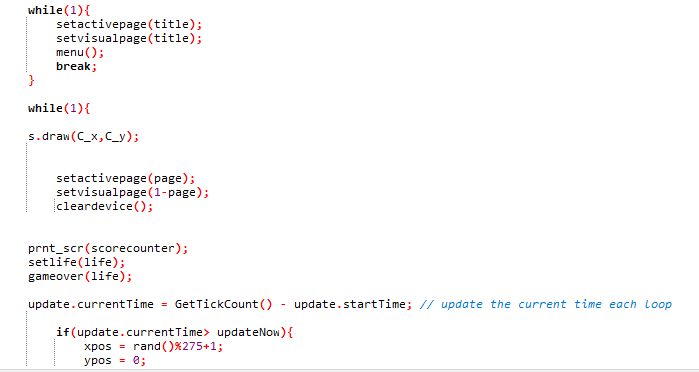 while(1){
setactivepage(title);
setvisualpage(title);
menu();
break;
}
while(1){
s.draw(C_x,C_y);
setactivepage(page);
setvisualpage(1-page);
cleardevice();
prnt_scr(scorecounter);
setlife(life);
gameover(life);
update.currentTime = GetTickCount() - update.startTime; // update the current time each loop
if(update.currentTime> updateNow){
xpos = rand()%275+1;
ypos = 0;